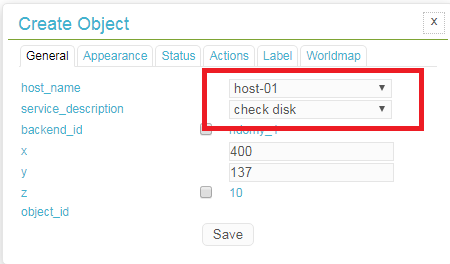 Create Object
x
General Appearance Status Actions Label Worldmap
host_name host-01
service_description check disk
backend_id
x 400
y 137
z 10
object_id
Save